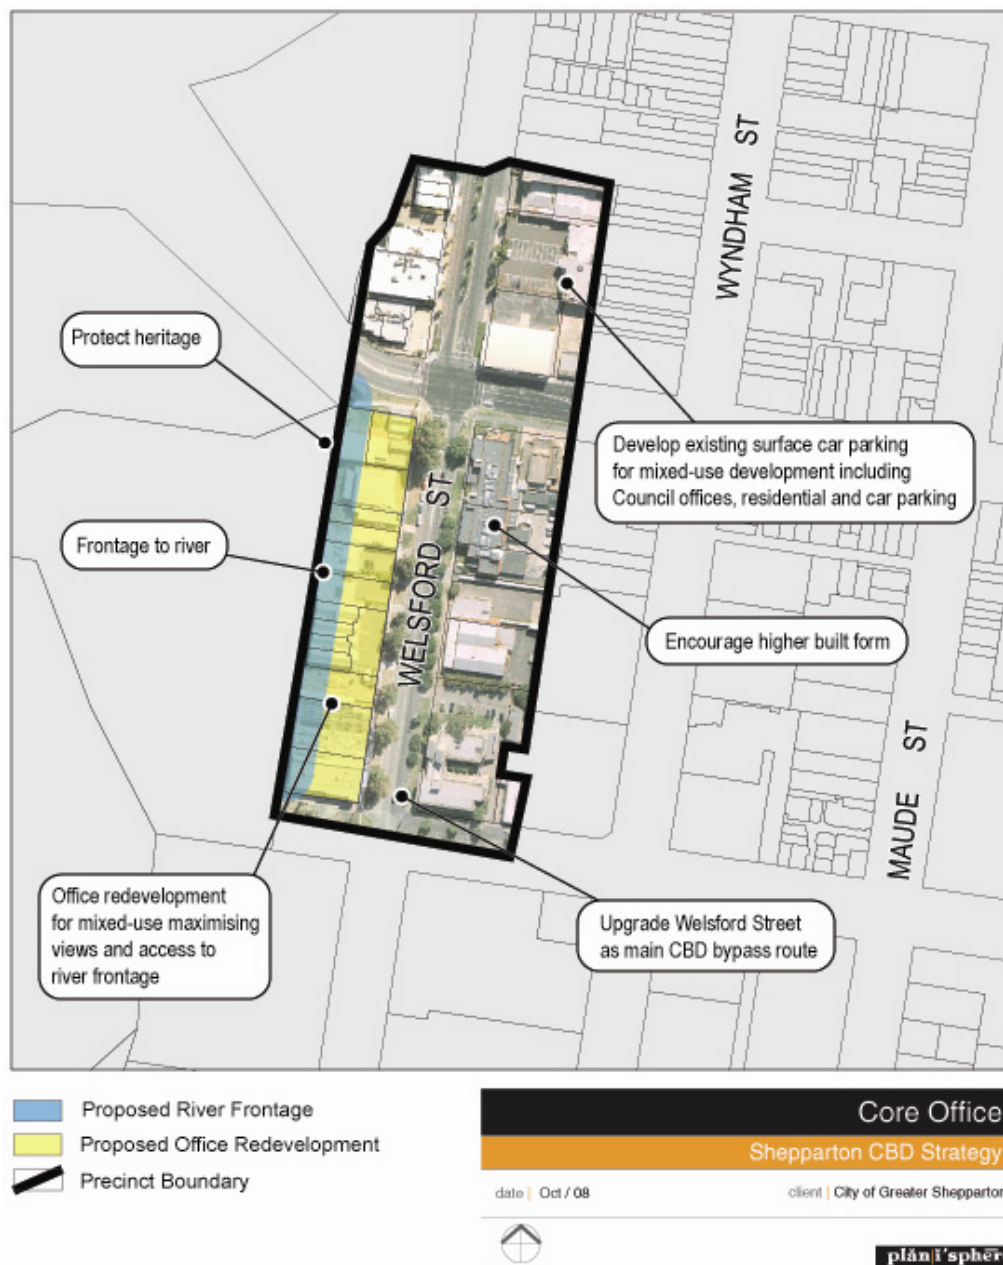 WYNDHAM ST
Protect heritage
Develop existing surface car parking
for mixed-use development including
Council offices, residential and car parking
Frontage to river
WELSFORD ST
Encourage higher built form
MAUDE ST
Office redevelopment
for mixed-use maximising
views and access to
river frontage
Upgrade Welsford Street
as main CBD bypass route
Proposed River Frontage
Proposed Office Redevelopment
Precinct Boundary
Core Office
Shepparton CBD Strategy
date | Oct / 08
client | City of Greater Shepparton
plăn|i'sphēr